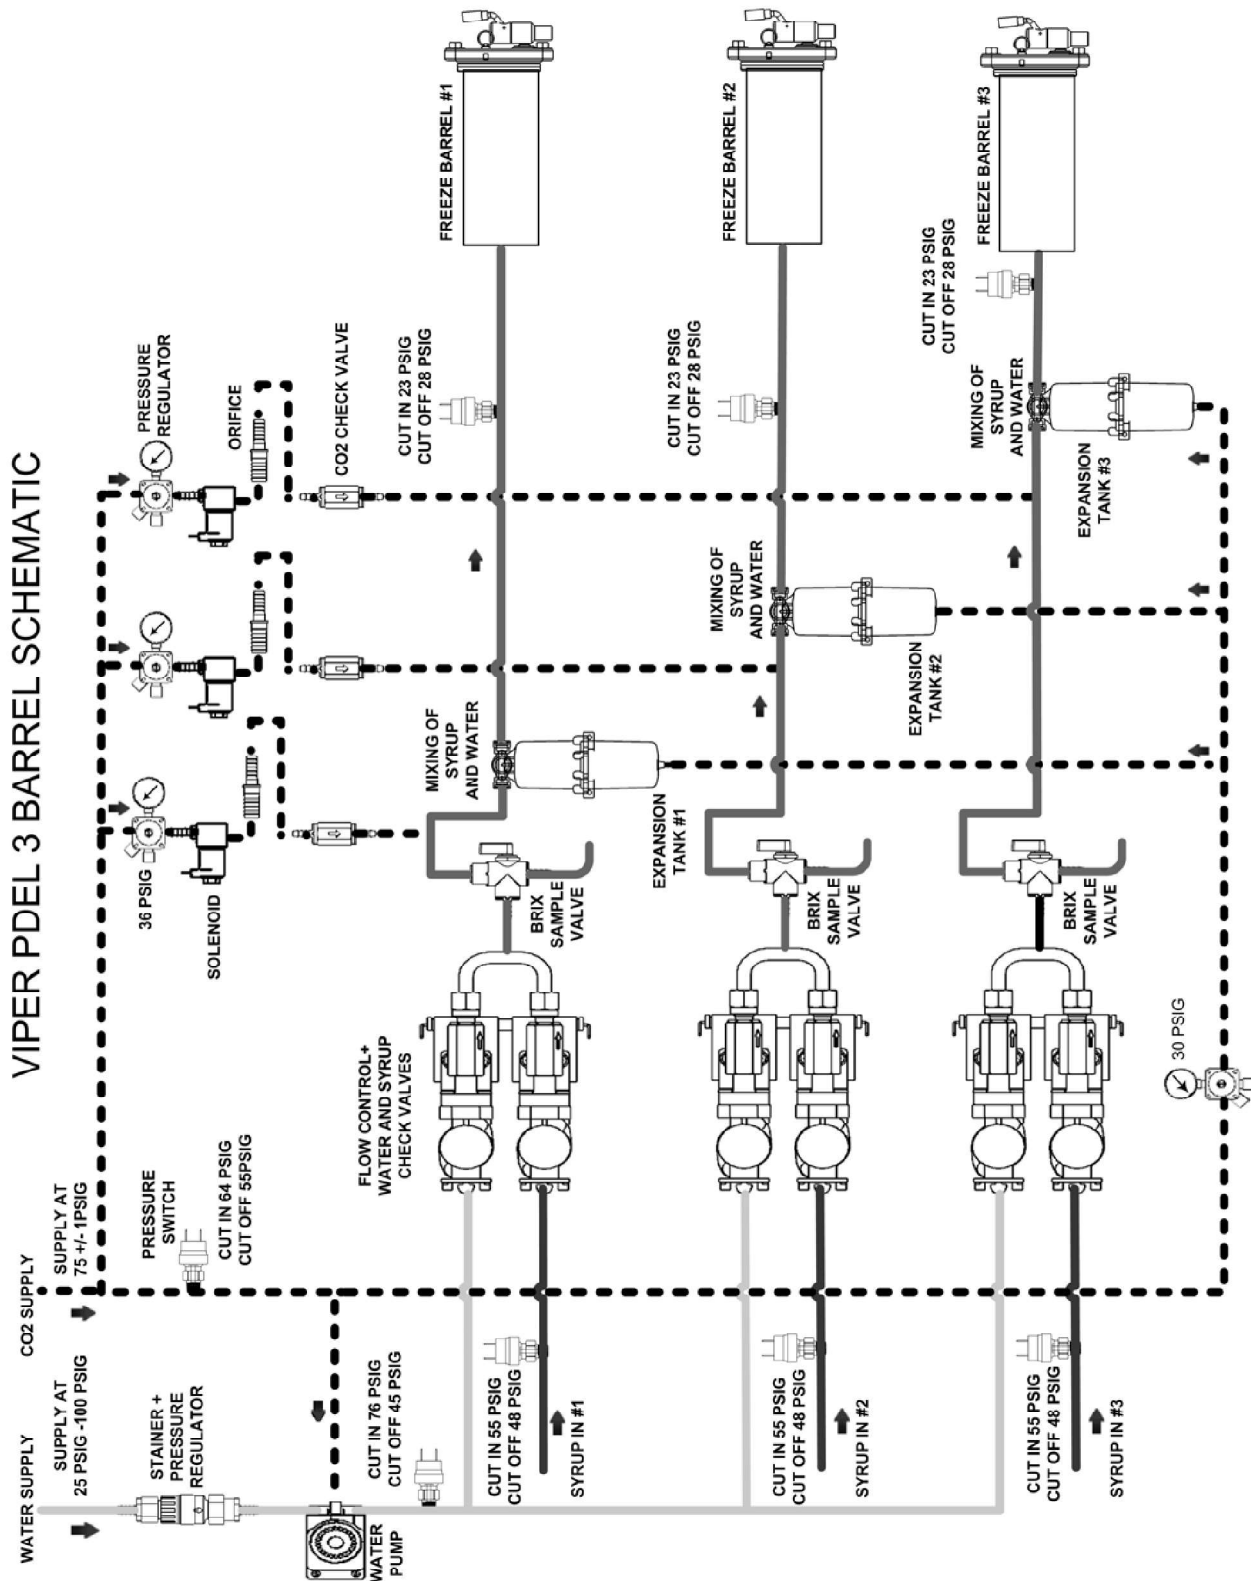 VIPER PDEL 3 BARREL SCHEMATIC
WATER SUPPLY
SUPPLY AT
25 PSIG -100 PSIG
STAINER +
PRESSURE
REGULATOR
WATER
PUMP
CUT IN 76 PSIG
CUT OFF 45 PSIG
CO2 SUPPLY
SUPPLY AT
75 +/- 1PSIG
PRESSURE
SWITCH
CUT IN 64 PSIG
CUT OFF 55PSIG
36 PSIG
SOLENOID
PRESSURE
REGULATOR
ORIFICE
CO2 CHECK VALVE
FLOW CONTROL+
WATER AND SYRUP
CHECK VALVES
CUT IN 55 PSIG
CUT OFF 48 PSIG
SYRUP IN #1
BRIX
SAMPLE
VALVE
MIXING OF
SYRUP
AND WATER
EXPANSION
TANK #1
CUT IN 23 PSIG
CUT OFF 28 PSIG
FREEZE BARREL #1
CUT IN 55 PSIG
CUT OFF 48 PSIG
SYRUP IN #2
BRIX
SAMPLE
VALVE
MIXING OF
SYRUP
AND WATER
EXPANSION
TANK #2
CUT IN 23 PSIG
CUT OFF 28 PSIG
FREEZE BARREL #2
CUT IN 55 PSIG
CUT OFF 48 PSIG
SYRUP IN #3
BRIX
SAMPLE
VALVE
MIXING OF
SYRUP
AND WATER
EXPANSION
TANK #3
CUT IN 23 PSIG
CUT OFF 28 PSIG
FREEZE BARREL #3
30 PSIG